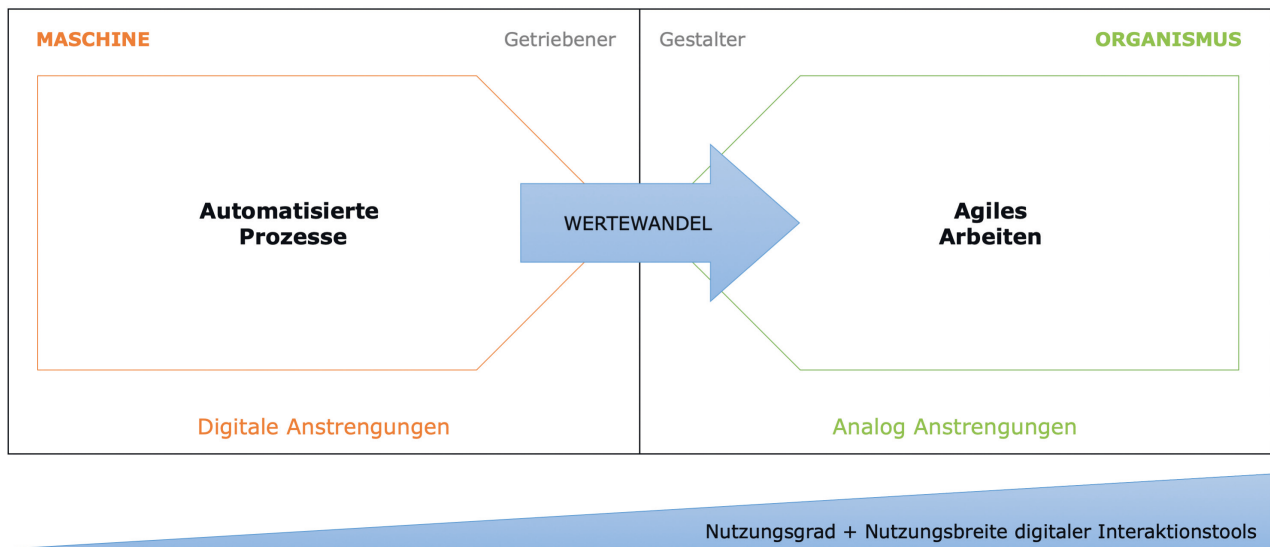 MASCHINE
Getriebener
Gestalter
ORGANISMUS
Automatisierte
Prozesse
WERTEWANDEL
Agiles
Arbeiten
Digitale Anstrengungen
Analog Anstrengungen
Nutzungsgrad + Nutzungsbreite digitaler Interaktionstools